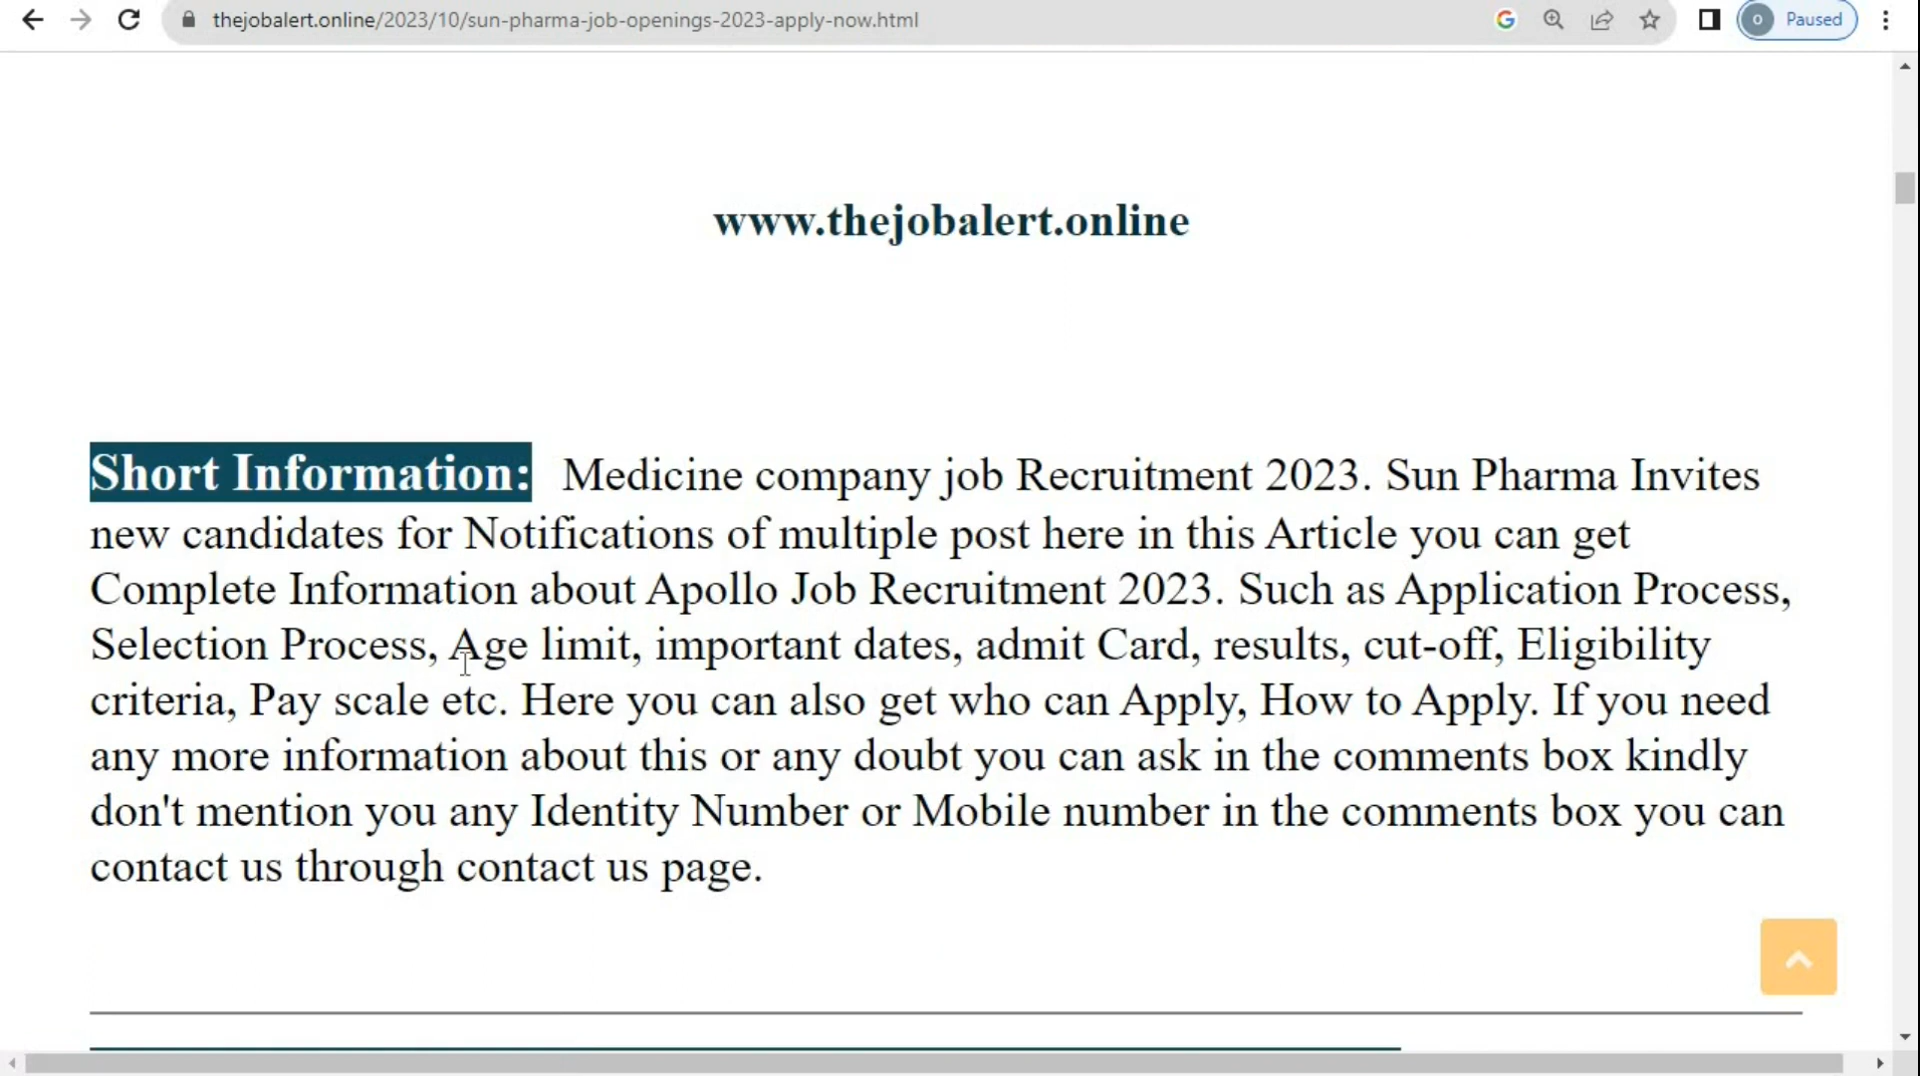 thejobalert.online/2023/10/sun-pharma-job-openings-2023-apply-now.html
o
Paused
www.thejobalert.online
Short Information: Medicine company job Recruitment 2023. Sun Pharma Invites
new candidates for Notifications of multiple post here in this Article you can get
Complete Information about Apollo Job Recruitment 2023. Such as Application Process,
Selection Process, Age limit, important dates, admit Card, results, cut-off, Eligibility
criteria, Pay scale etc. Here you can also get who can Apply, How to Apply. If you need
any more information about this or any doubt you can ask in the comments box kindly
don't mention you any Identity Number or Mobile number in the comments box you can
contact us through contact us page.